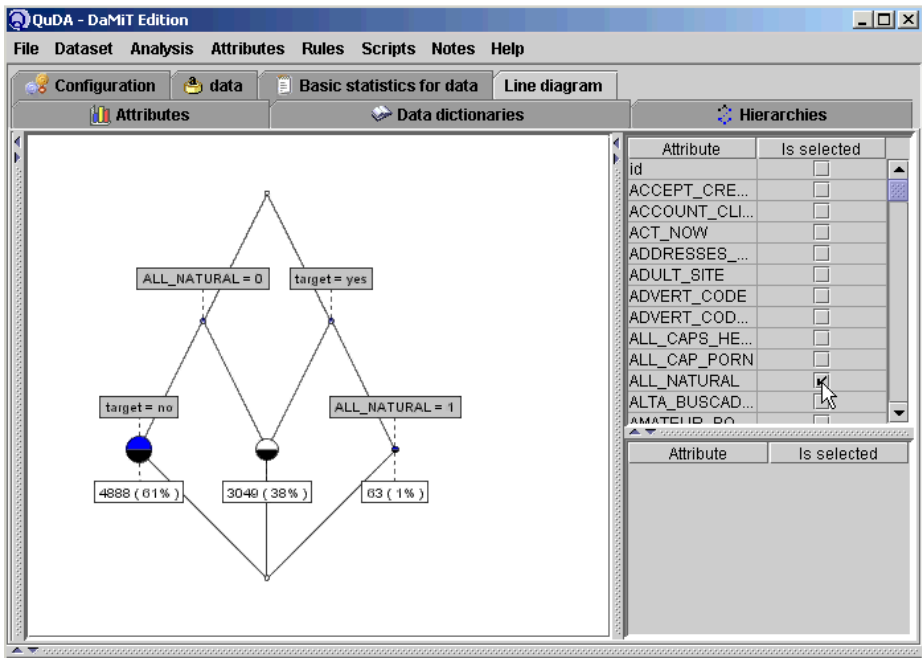 QuDA - DaMiT Edition
File Dataset Analysis Attributes Rules Scripts Notes Help
Configuration data Basic statistics for data Line diagram
Attributes Data dictionaries Hierarchies
Attribute Is selected
id
ACCEPT_CRE...
ACCOUNT_CLI...
ACT_NOW
ADDRESSES_...
ADULT_SITE
ADVERT_CODE
ADVERT_COD...
ALL_CAPS_HE...
ALL_CAP_PORN
ALL_NATURAL
ALTA_BUSCAD...
AMATEUR_PO
Attribute Is selected
ALL_NATURAL = 0 target = yes
target = no ALL_NATURAL = 1
4888 ( 61% ) 3049 ( 38% ) 63 ( 1% )